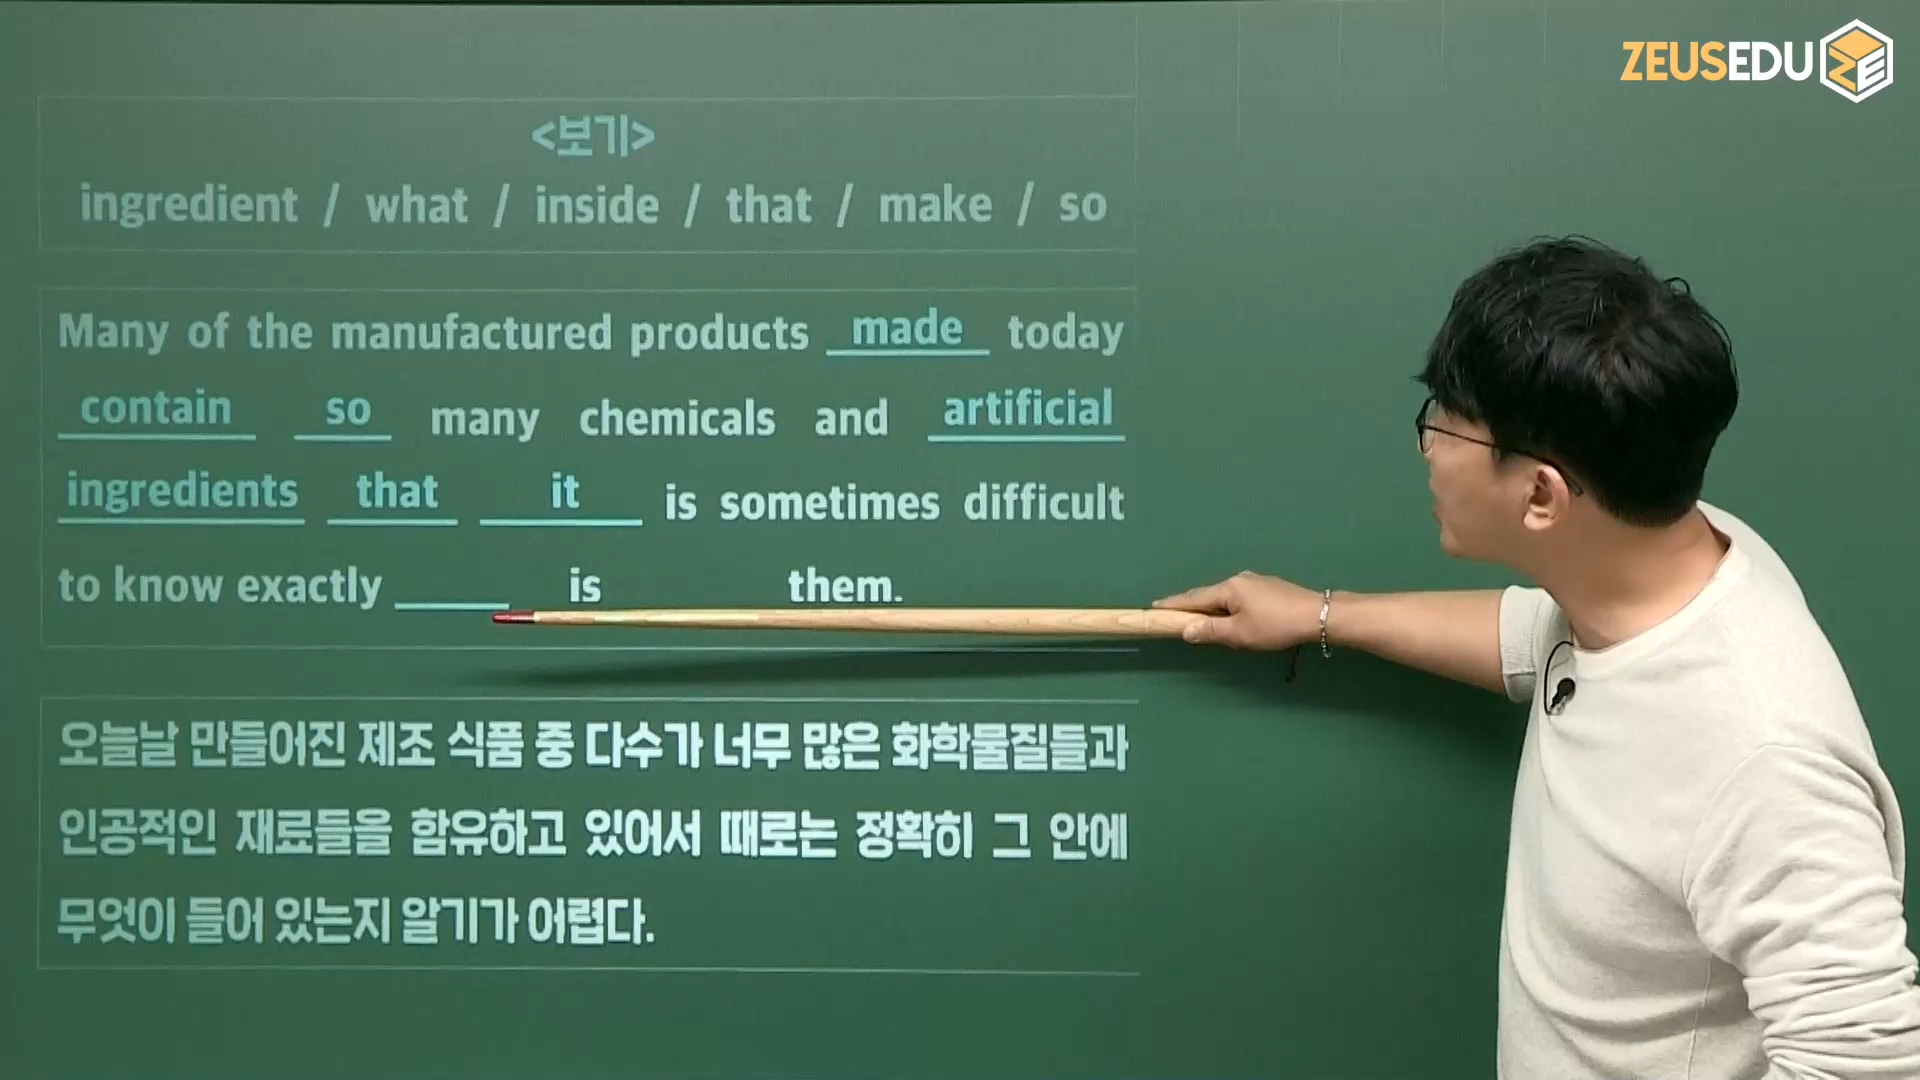 ZEUSEDU
<보기>
ingredient / what / inside / that / make / so
Many of the manufactured products made today
contain so many chemicals and artificial
ingredients that it is sometimes difficult
to know exactly ____ is them.
오늘날 만들어진 제조 식품 중 다수가 너무 많은 화학물질들과
인공적인 재료들을 함유하고 있어서 때로는 정확히 그 안에
무엇이 들어 있는지 알기가 어렵다.